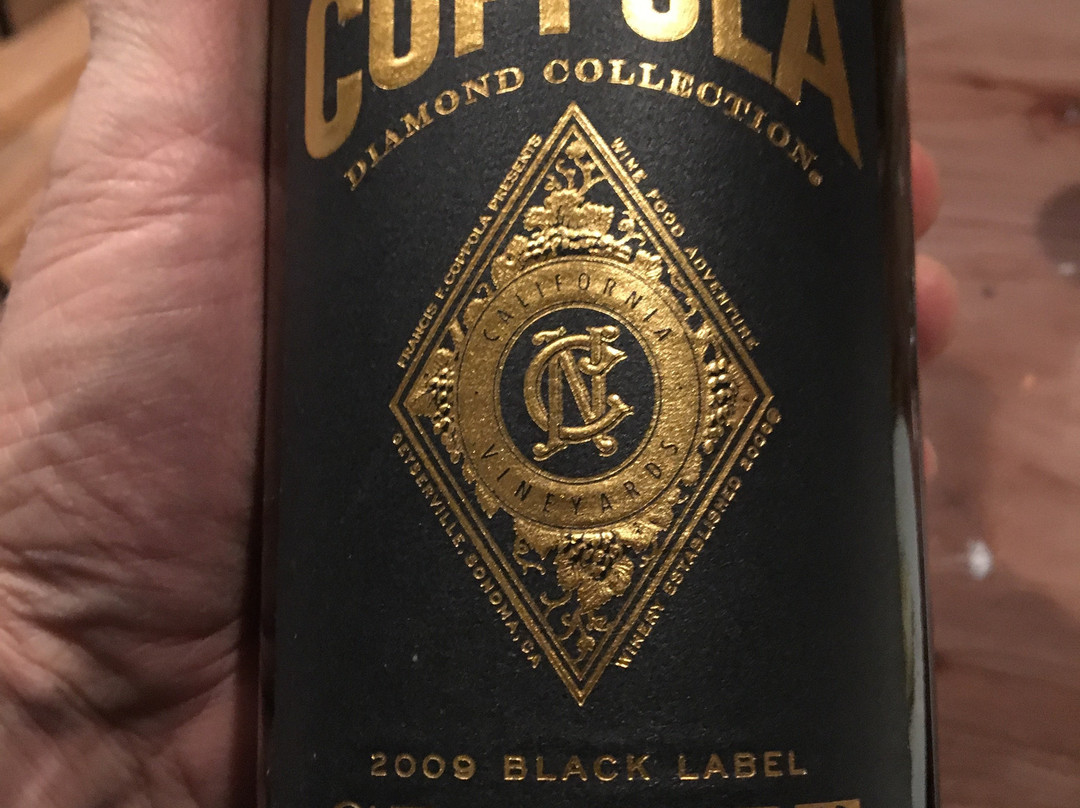 COPPOLA
DIAMOND COLLECTION®
FRANCIS F. COPPOLA PRESENTS
WINE FOOD ADVENTURE
CALIFORNIA
CN
VINEYARDS
GEYSERVILLE, SONOMA, CA
WINERY ESTABLISHED 2006
2009 BLACK LABEL